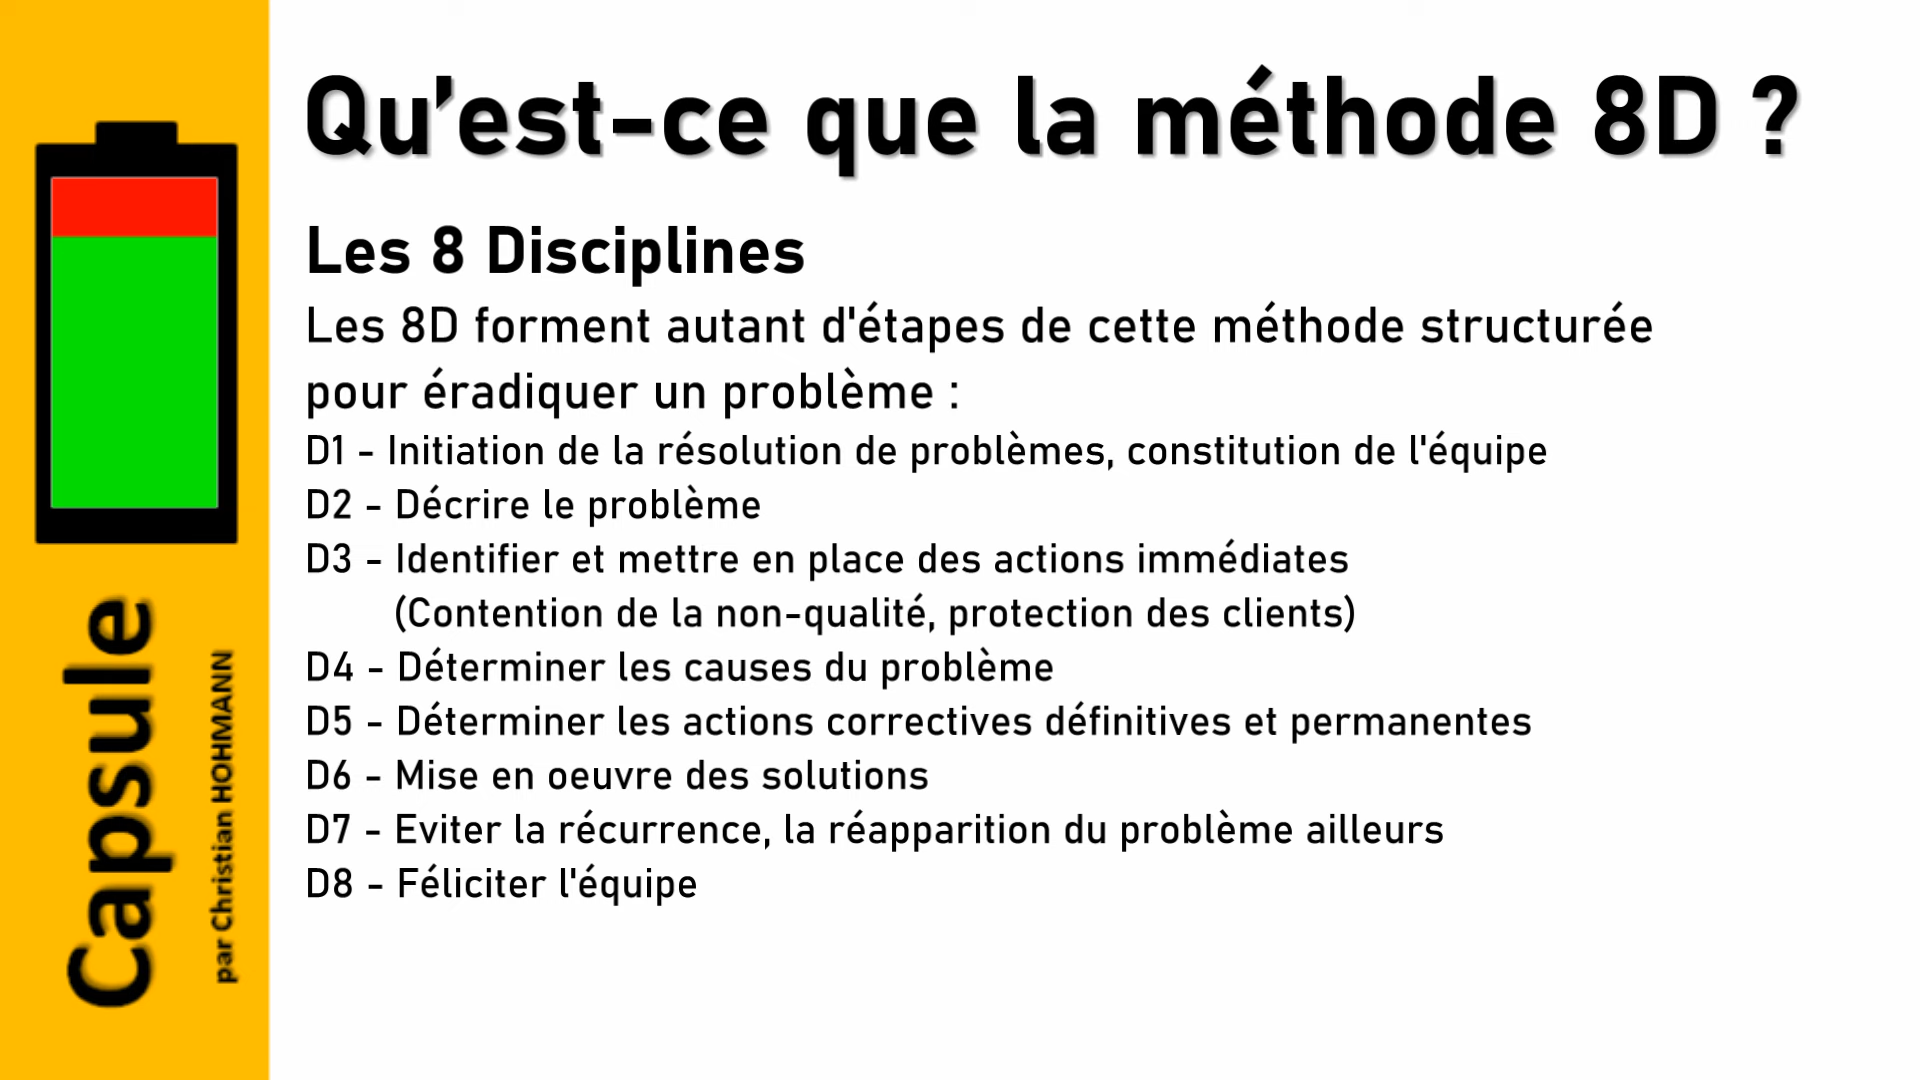 Qu’est-ce que la méthode 8D ?
Les 8 Disciplines
Les 8D forment autant d'étapes de cette méthode structurée
pour éradiquer un problème :
D1 - Initiation de la résolution de problèmes, constitution de l'équipe
D2 - Décrire le problème
D3 - Identifier et mettre en place des actions immédiates
(Contention de la non-qualité, protection des clients)
D4 - Déterminer les causes du problème
D5 - Déterminer les actions correctives définitives et permanentes
D6 - Mise en oeuvre des solutions
D7 - Eviter la récurrence, la réapparition du problème ailleurs
D8 - Féliciter l'équipe
Capsule
par Christian HOHMANN